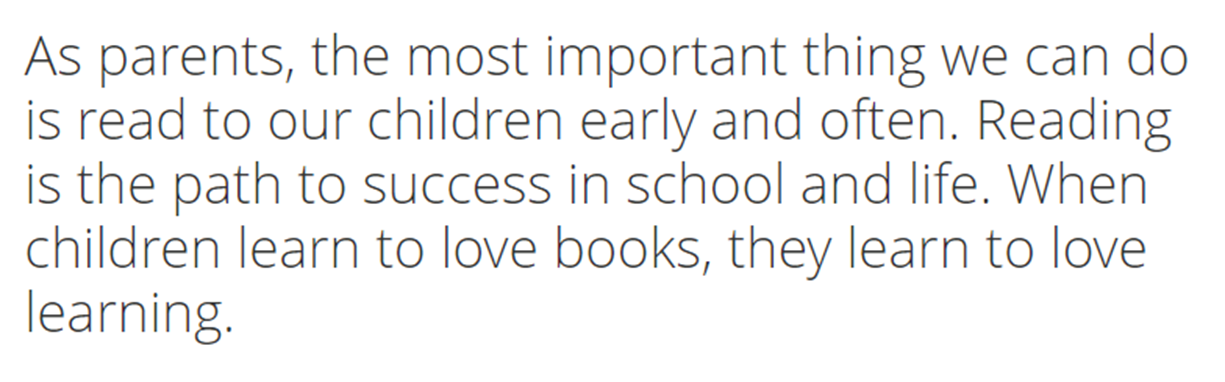 As parents, the most important thing we can do
is read to our children early and often. Reading
is the path to success in school and life. When
children learn to love books, they learn to love
learning.